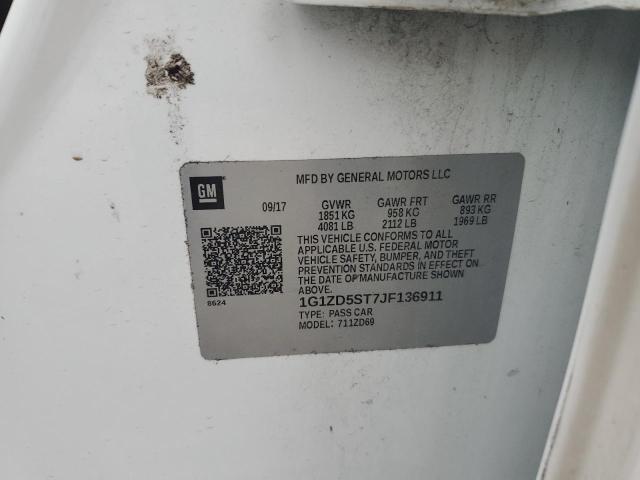 GM
MFD BY GENERAL MOTORS LLC
09/17 GVWR GAWR FRT GAWR RR
1851 KG 958 KG 893 KG
4081 LB 2112 LB 1969 LB
THIS VEHICLE CONFORMS TO ALL
APPLICABLE U.S. FEDERAL MOTOR
VEHICLE SAFETY, BUMPER, AND THEFT
PREVENTION STANDARDS IN EFFECT ON
THE DATE OF MANUFACTURE SHOWN
ABOVE.
8624
1G1ZD5ST7JF136911
TYPE: PASS CAR
MODEL: 711ZD69